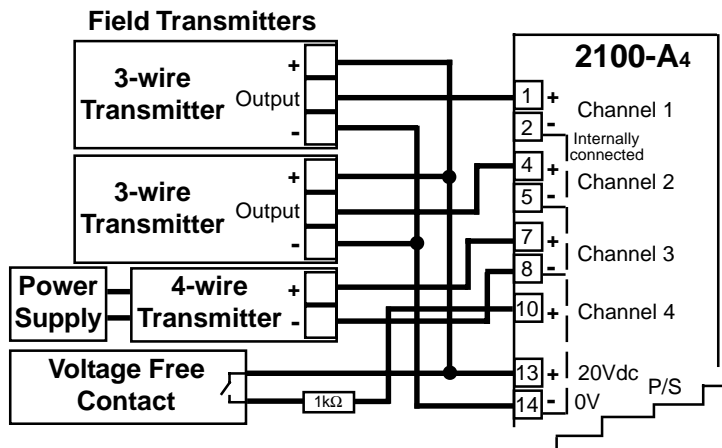 Field Transmitters
3-wire
Transmitter
+
Output
-
3-wire
Transmitter
+
Output
-
Power
Supply
4-wire
Transmitter
+
-
Voltage Free
Contact
1kΩ
2100-A4
1 + Channel 1
2 -
Internally
connected
4 + Channel 2
5 -
7 + Channel 3
8 -
10 + Channel 4
13 + 20Vdc
P/S
14 - 0V